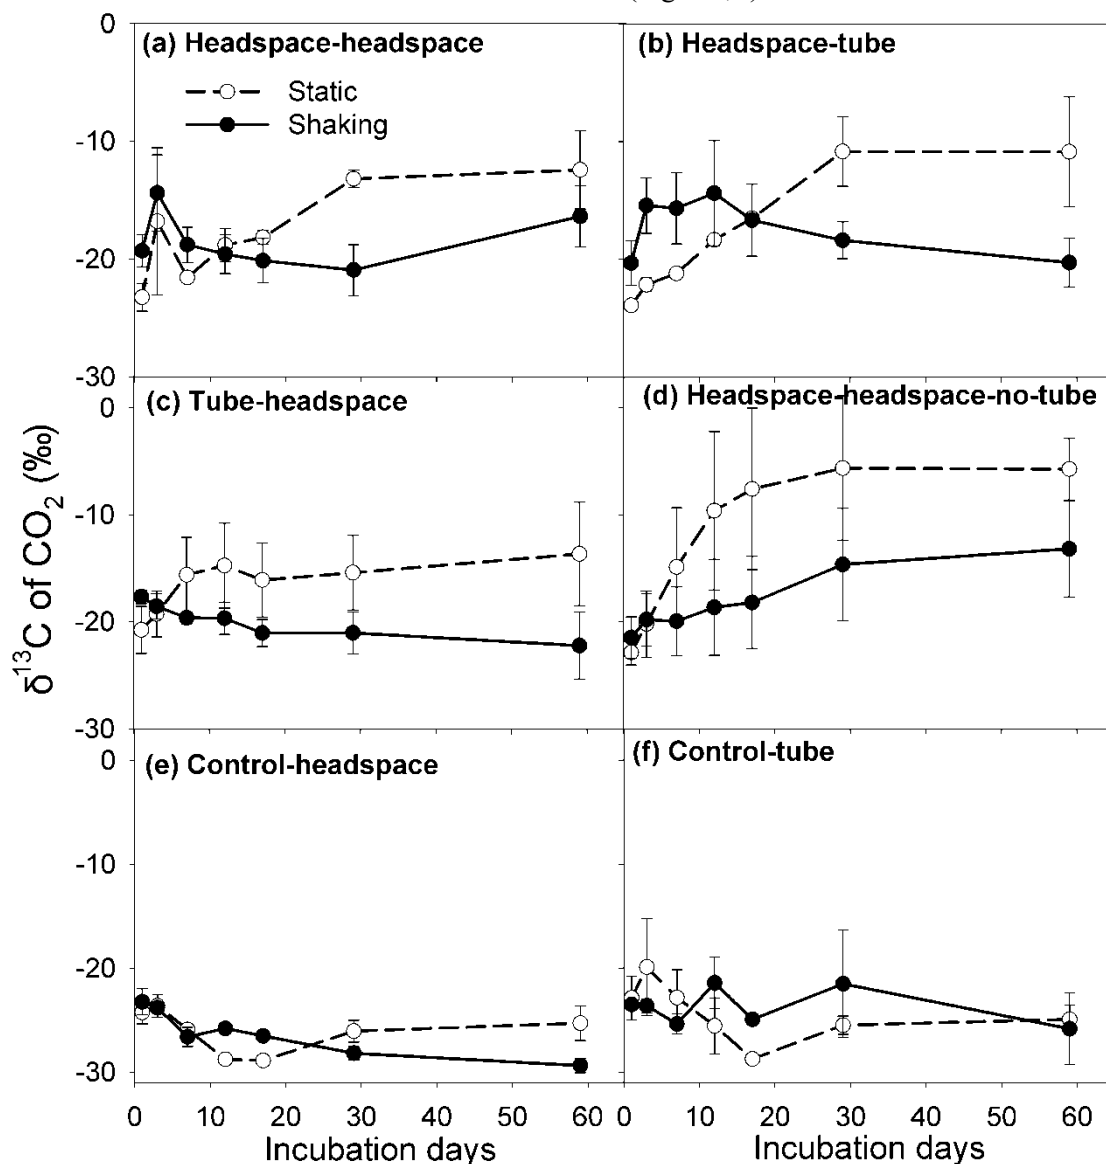 0
(a) Headspace-headspace
(b) Headspace-tube
Static
Shaking
-10
-20
-30
(c) Tube-headspace
(d) Headspace-headspace-no-tube
0
-10
-20
-30
δ¹³C of CO₂ (‰)
(e) Control-headspace
(f) Control-tube
0
-10
-20
-30
0 10 20 30 40 50 60 0 10 20 30 40 50 60
Incubation days Incubation days